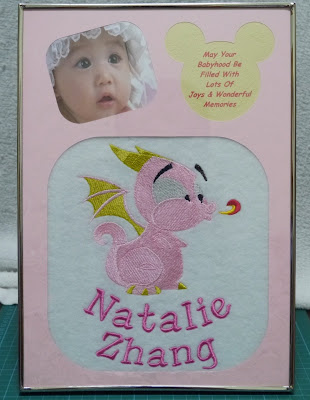 May Your
Babyhood Be
Filled With
Lots Of
Joys & Wonderful
Memories
Natalie
Zhang